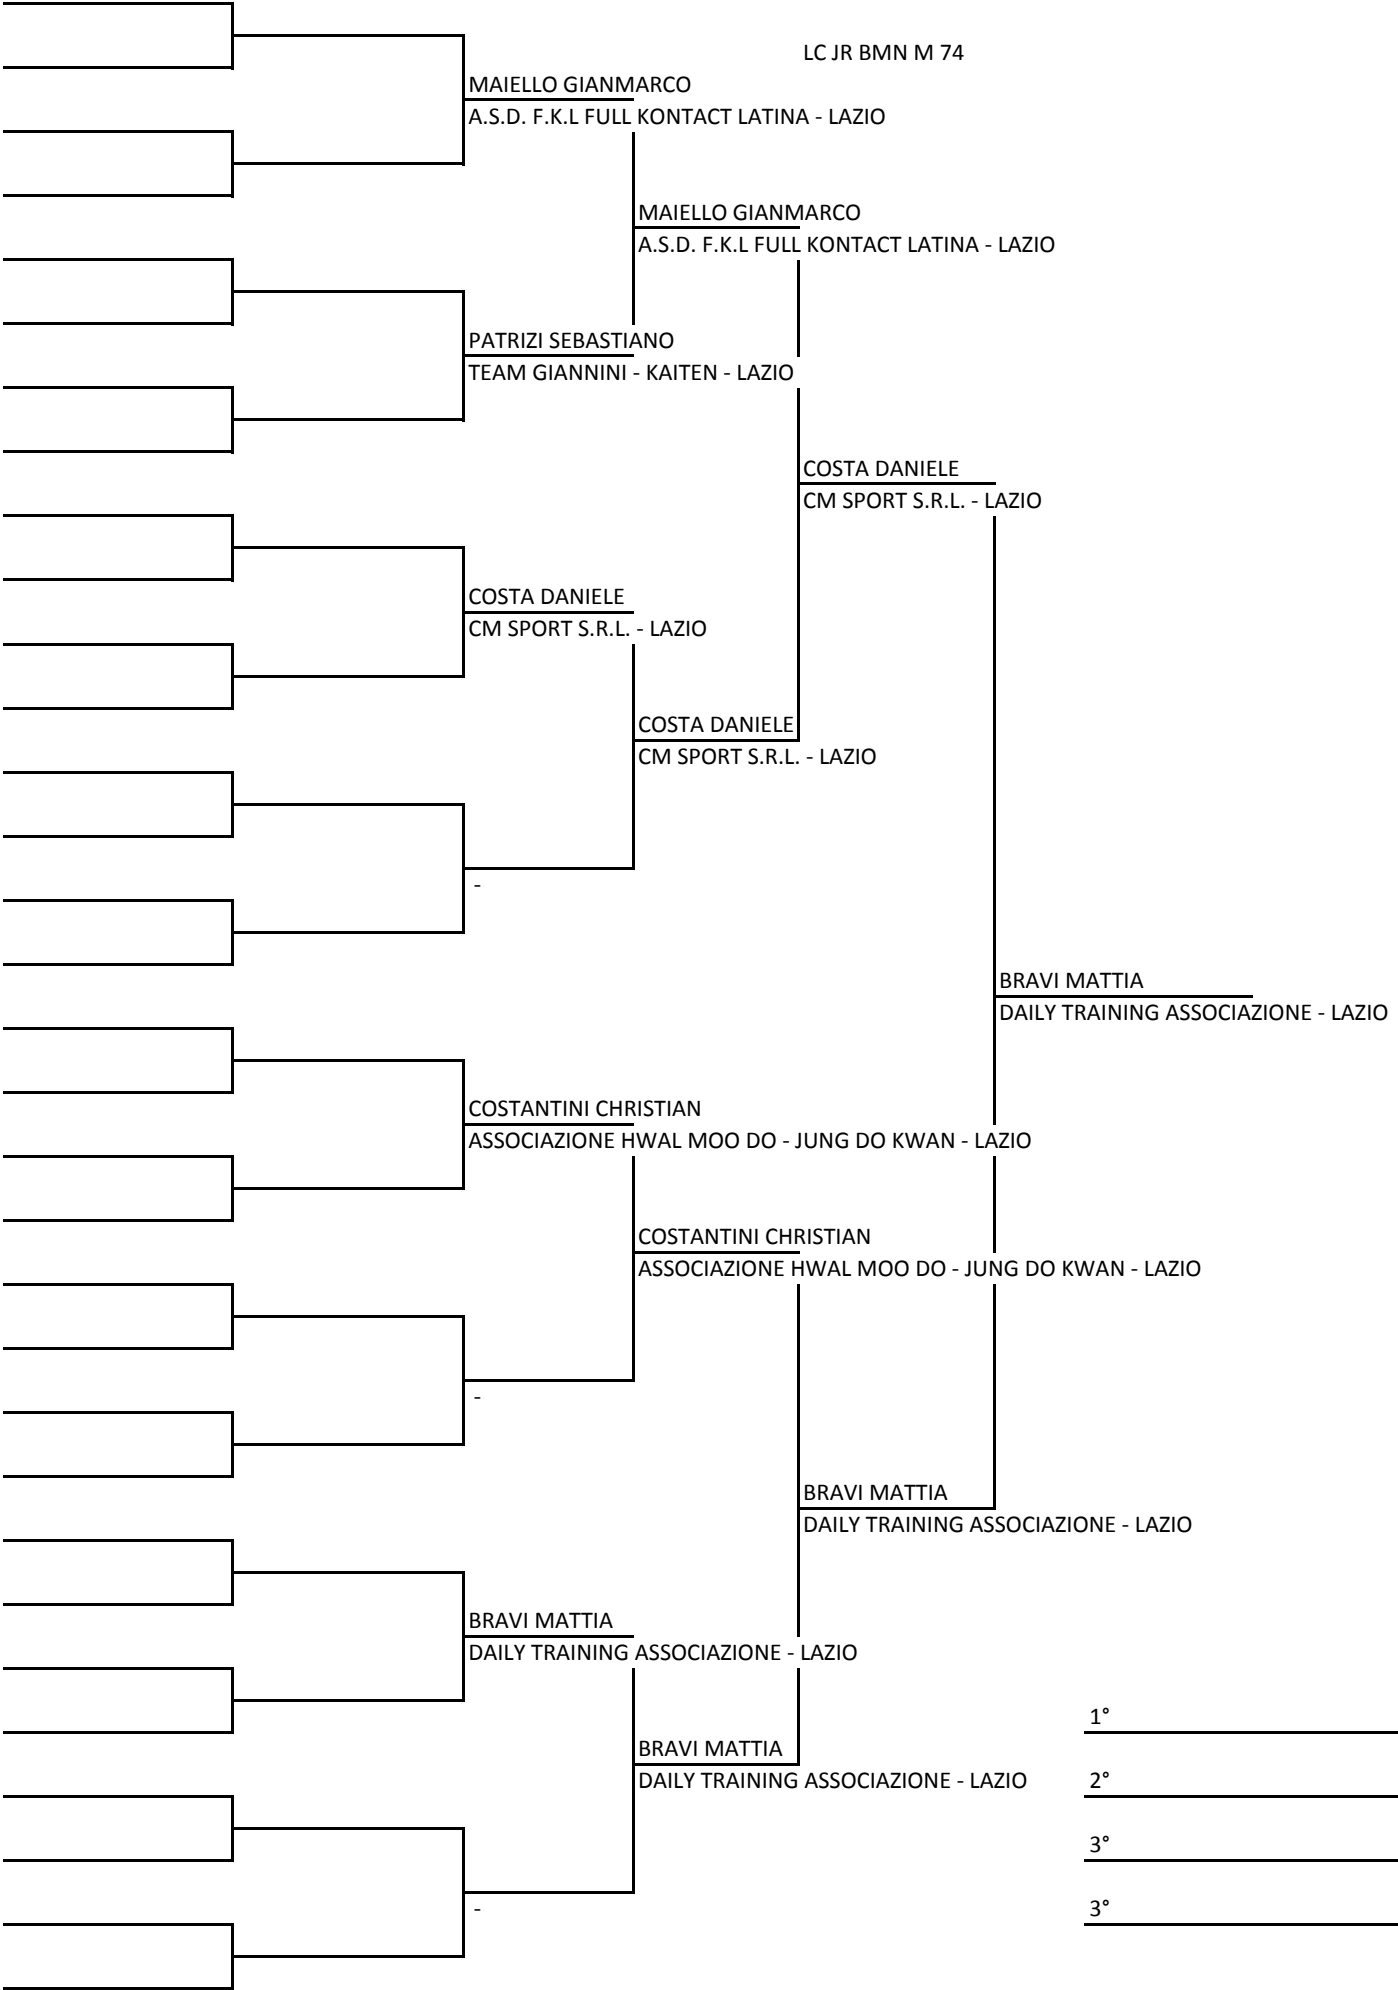 LC JR BMN M 74
MAIELLO GIANMARCO
A.S.D. F.K.L FULL KONTACT LATINA - LAZIO
MAIELLO GIANMARCO
A.S.D. F.K.L FULL KONTACT LATINA - LAZIO
PATRIZI SEBASTIANO
TEAM GIANNINI - KAITEN - LAZIO
COSTA DANIELE
CM SPORT S.R.L. - LAZIO
COSTA DANIELE
CM SPORT S.R.L. - LAZIO
COSTA DANIELE
CM SPORT S.R.L. - LAZIO
-
BRAVI MATTIA
DAILY TRAINING ASSOCIAZIONE - LAZIO
COSTANTINI CHRISTIAN
ASSOCIAZIONE HWAL MOO DO - JUNG DO KWAN - LAZIO
COSTANTINI CHRISTIAN
ASSOCIAZIONE HWAL MOO DO - JUNG DO KWAN - LAZIO
-
BRAVI MATTIA
DAILY TRAINING ASSOCIAZIONE - LAZIO
BRAVI MATTIA
DAILY TRAINING ASSOCIAZIONE - LAZIO
1°
BRAVI MATTIA
DAILY TRAINING ASSOCIAZIONE - LAZIO
2°
3°
-
3°